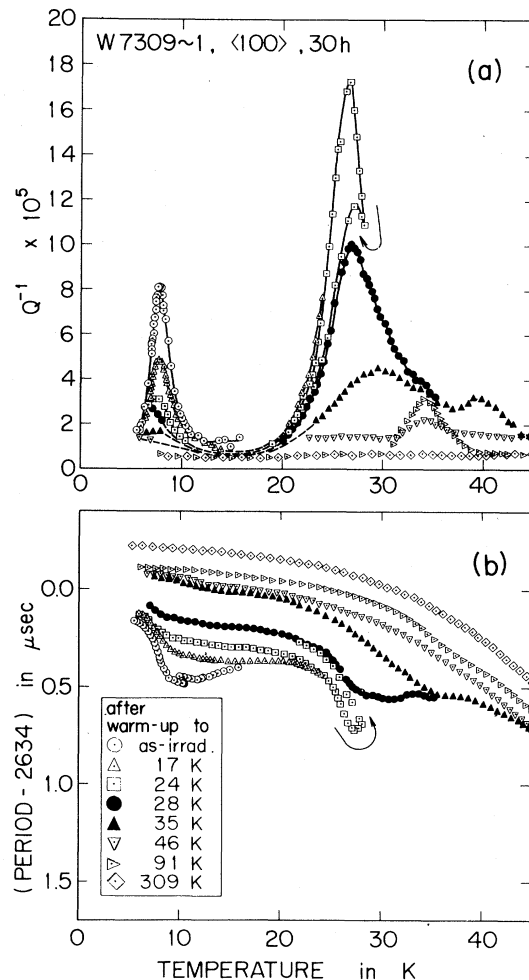 W7309~1, ⟨100⟩, 30h
(a)
20
18
16
14
12
10
8
6
4
2
0
Q⁻¹ × 10⁵
0 10 20 30 40
(b)
0.0
0.5
1.0
1.5
(PERIOD - 2634) in μsec
after
warm-up to
as-irrad.
17 K
24 K
28 K
35 K
46 K
91 K
309 K
0 10 20 30 40
TEMPERATURE in K